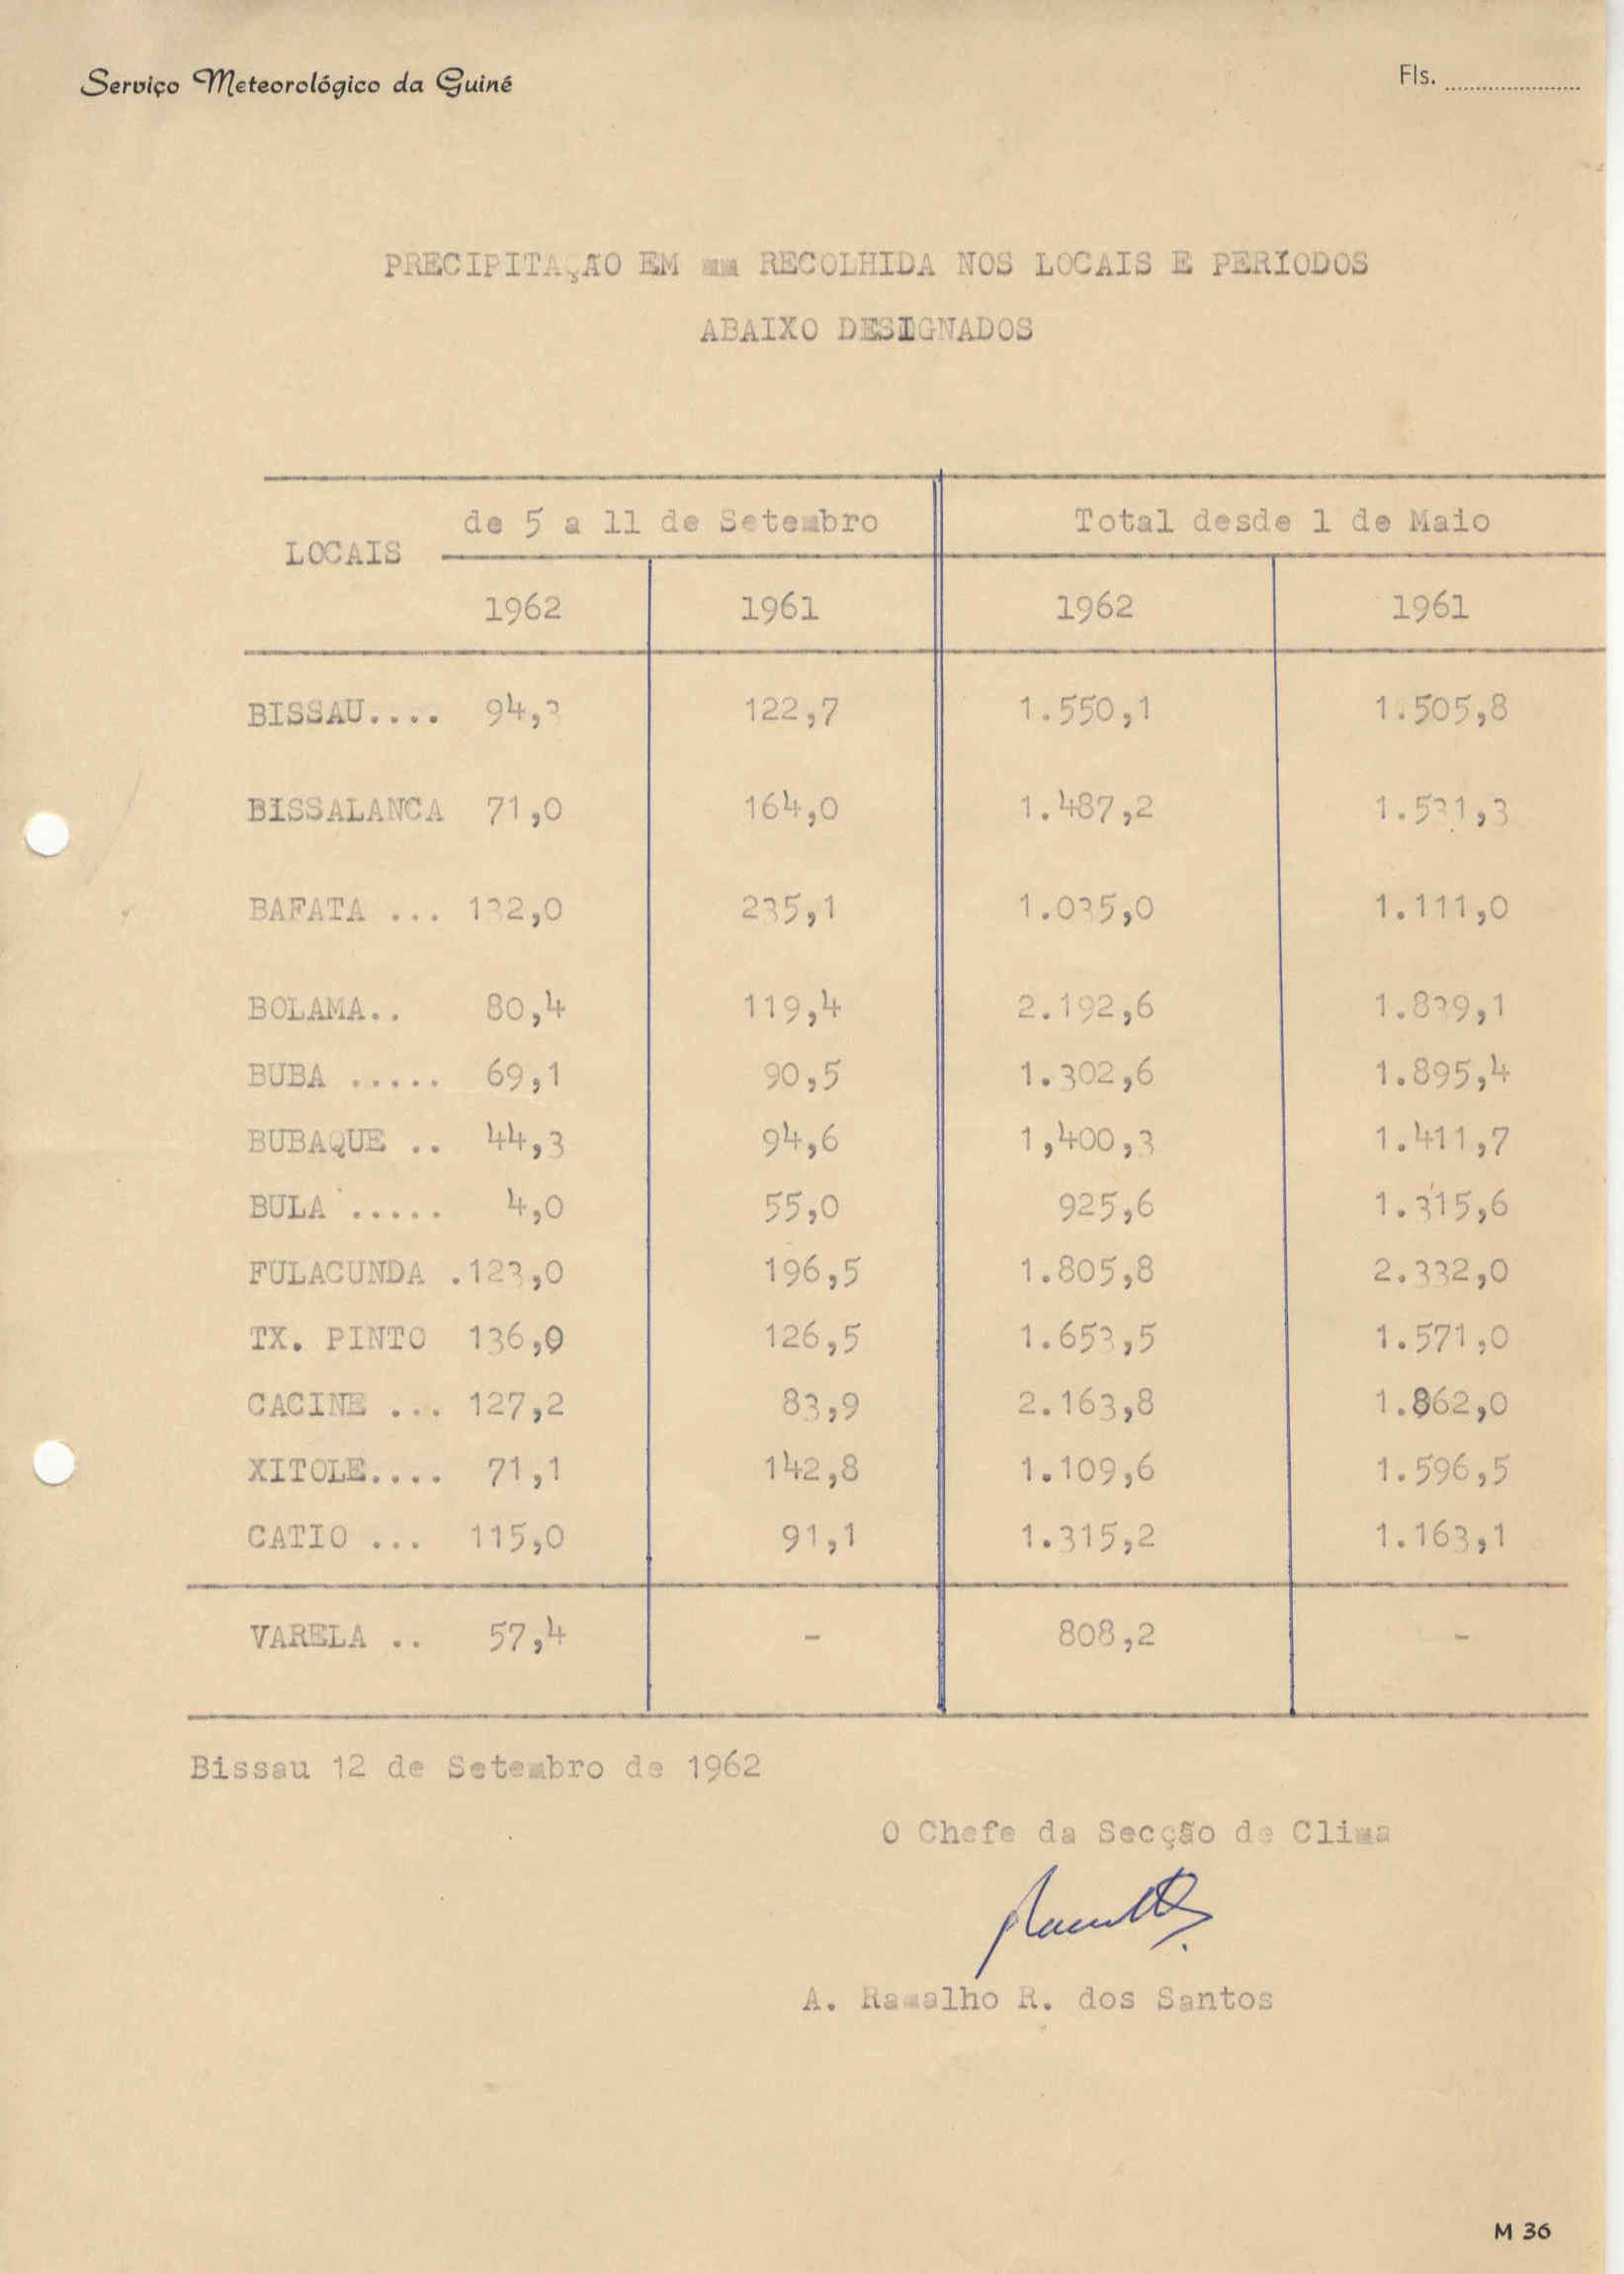 Serviço Meteorológico da Guiné
Fls. ......................
PRECIPITAÇÃO EM mm RECOLHIDA NOS LOCAIS E PERÍODOS
ABAIXO DESIGNADOS
LOCAIS de 5 a 11 de Setembro Total desde 1 de Maio
1962 1961 1962 1961
BISSAU.... 94,3 122,7 1.550,1 1.505,8
BISSALANCA 71,0 164,0 1.487,2 1.531,3
BAFATA ... 132,0 235,1 1.035,0 1.111,0
BOLAMA.. 80,4 119,4 2.192,6 1.839,1
BUBA ..... 69,1 90,5 1.302,6 1.895,4
BUBAQUE .. 44,3 94,6 1,400,3 1.411,7
BULA ..... 4,0 55,0 925,6 1.315,6
FULACUNDA .123,0 196,5 1.805,8 2.332,0
TX. PINTO 136,0 126,5 1.653,5 1.571,0
CACINE ... 127,2 83,9 2.163,8 1.862,0
XITOLE.... 71,1 142,8 1.109,6 1.596,5
CATIO ... 115,0 91,1 1.315,2 1.163,1
VARELA .. 57,4 - 808,2 -
Bissau 12 de Setembro de 1962
O Chefe da Secção de Clima
A. Ramalho R. dos Santos
M 36